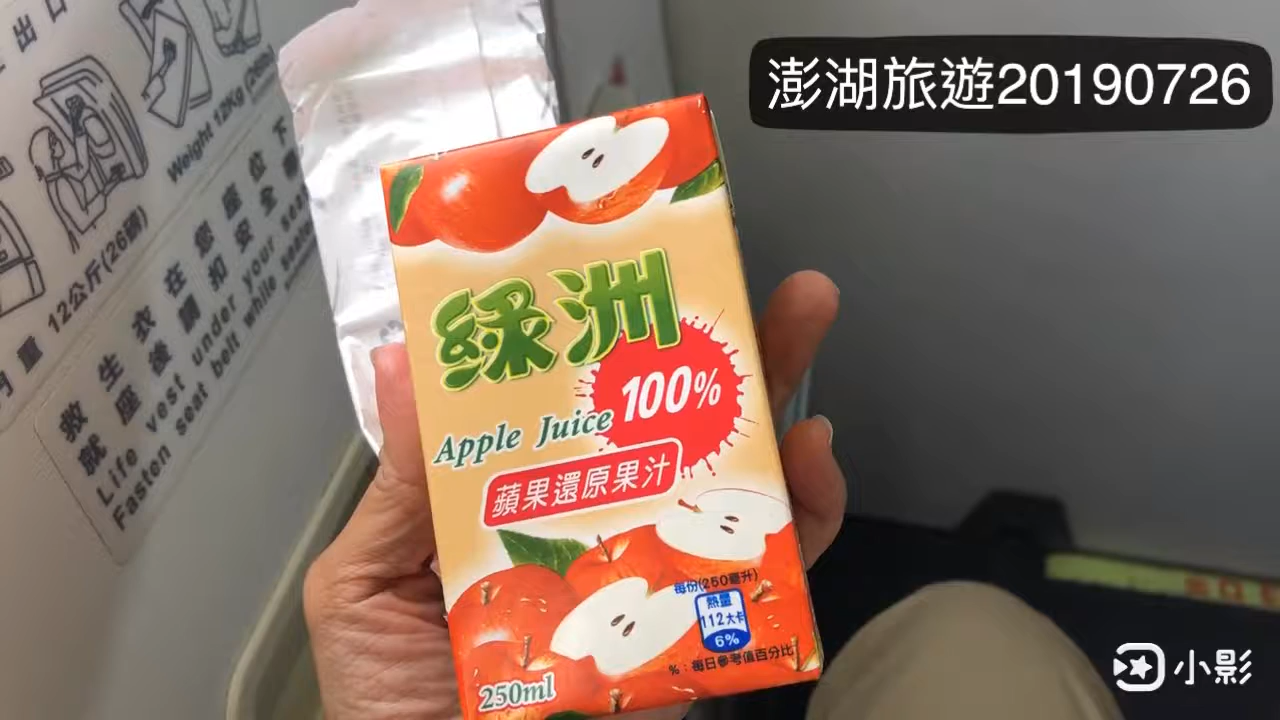 澎湖旅遊20190726
出口
Weight 12Kg
重 12公斤(26磅)
救生衣在您座位下
就座後請扣安全
Life vest under your seat
Fasten seat belt while seated
綠洲
100%
Apple Juice
蘋果還原果汁
每份(250毫升)
熱量
112大卡
6%
%：每日參考值百分比
250ml
小影